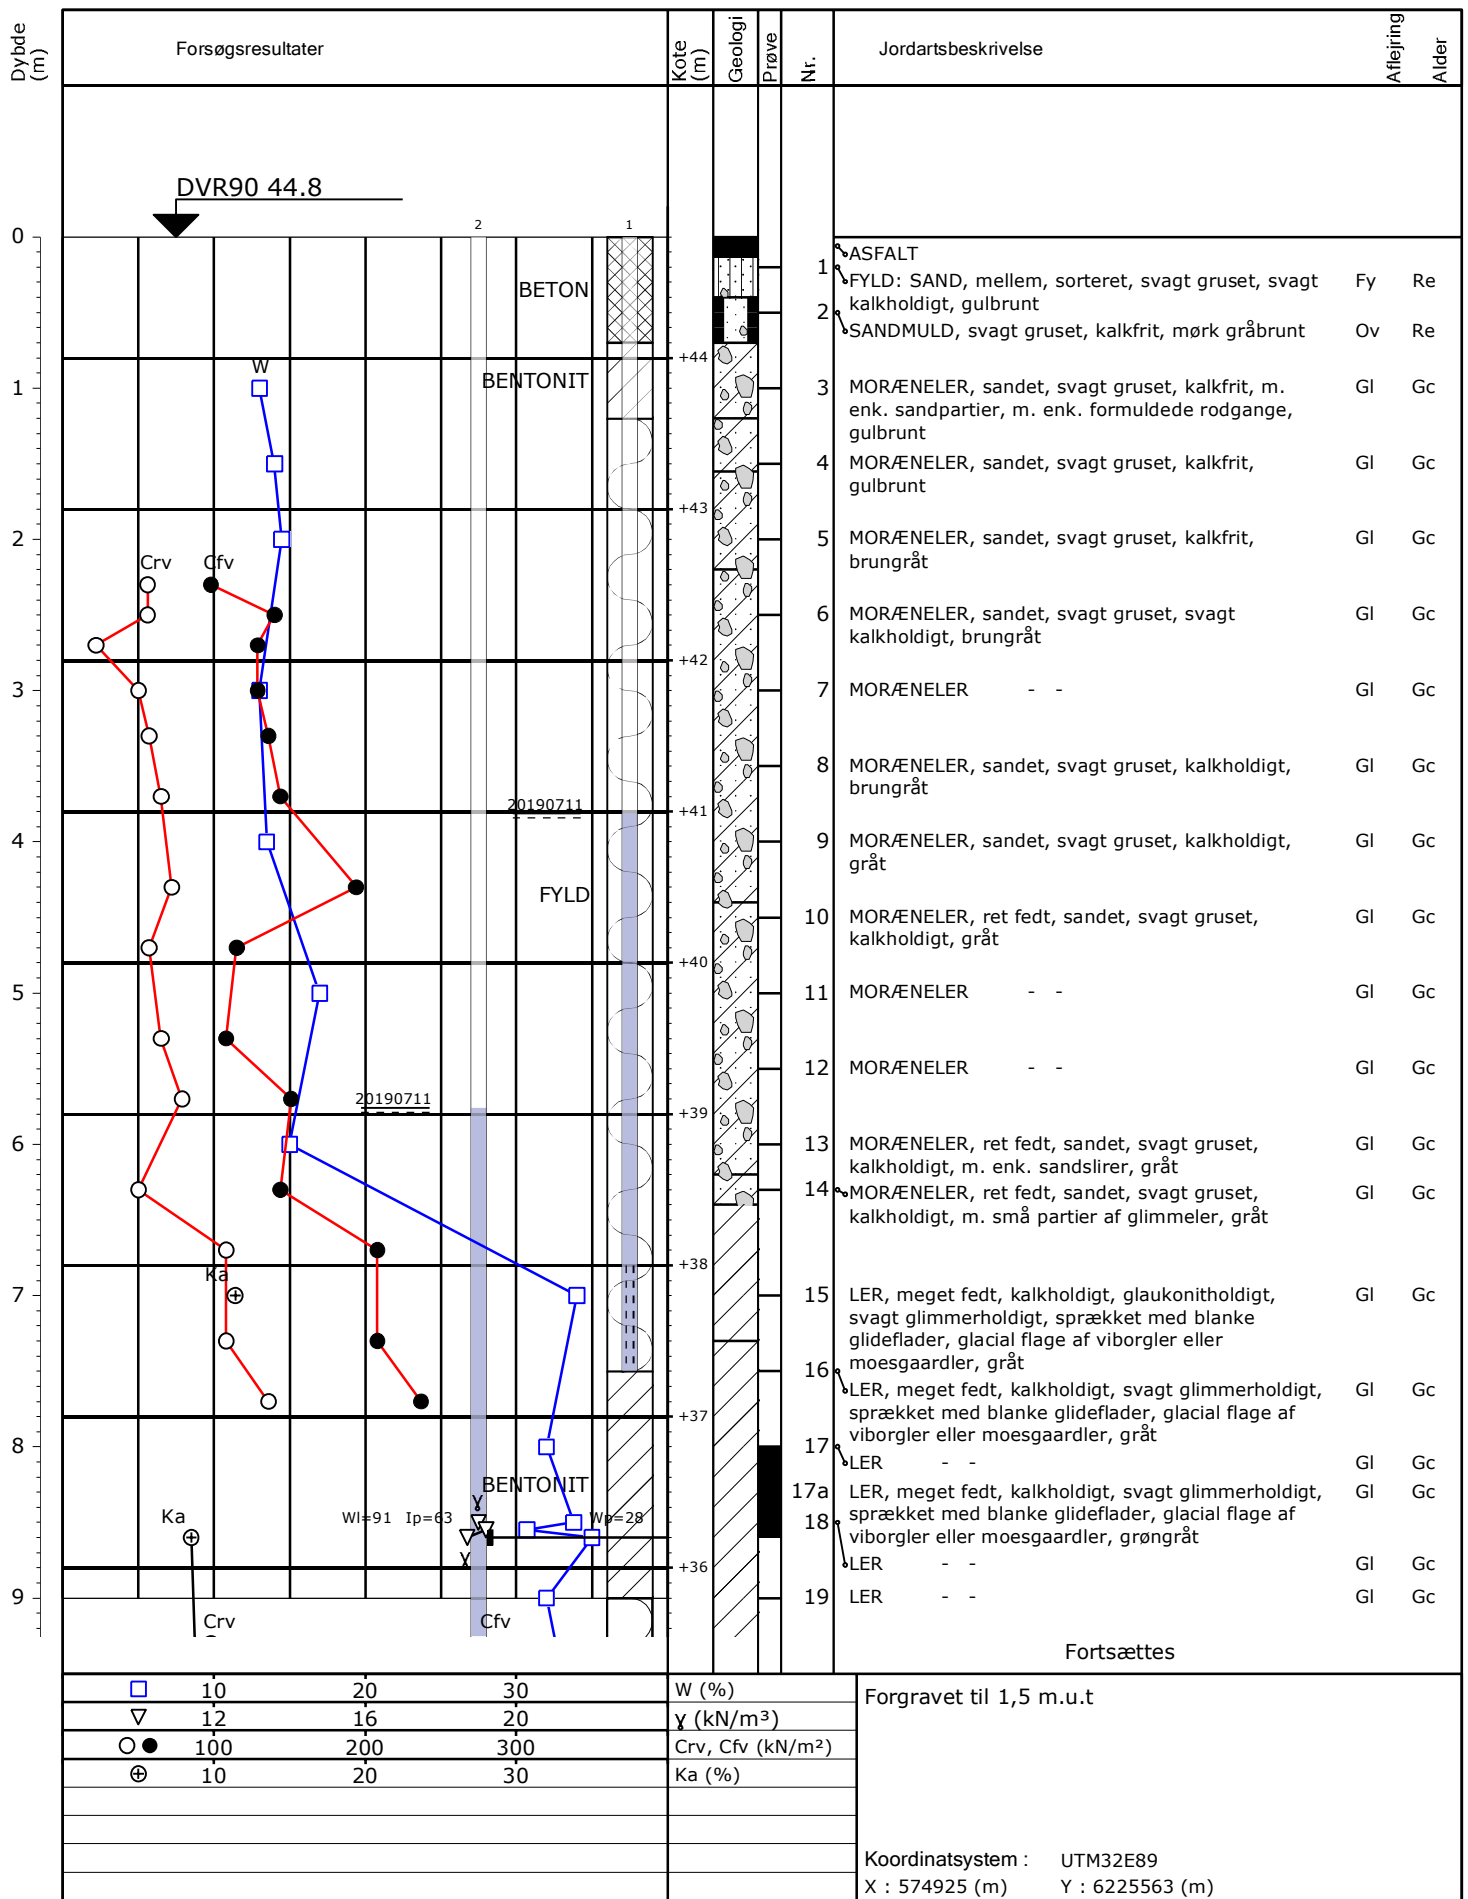 Dybde (m)
Forsøgsresultater
Kote (m)
Geologi
Prøve
Nr.
Jordartsbeskrivelse
Aflejring
Alder
DVR90 44.8
2
1
0
ASFALT
1
FYLD: SAND, mellem, sorteret, svagt gruset, svagt Fy Re
kalkholdigt, gulbrunt
BETON
2
SANDMULD, svagt gruset, kalkfrit, mørk gråbrunt Ov Re
+44
W
BENTONIT
1
3 MORÆNELER, sandet, svagt gruset, kalkfrit, m. Gl Gc
enk. sandpartier, m. enk. formuldede rodgange,
gulbrunt
4 MORÆNELER, sandet, svagt gruset, kalkfrit, Gl Gc
gulbrunt
+43
2
5 MORÆNELER, sandet, svagt gruset, kalkfrit, Gl Gc
brungråt
Crv Cfv
6 MORÆNELER, sandet, svagt gruset, svagt Gl Gc
kalkholdigt, brungråt
+42
3
7 MORÆNELER - - Gl Gc
8 MORÆNELER, sandet, svagt gruset, kalkholdigt, Gl Gc
brungråt
20190711
+41
4
9 MORÆNELER, sandet, svagt gruset, kalkholdigt, Gl Gc
gråt
FYLD
10 MORÆNELER, ret fedt, sandet, svagt gruset, Gl Gc
kalkholdigt, gråt
+40
5
11 MORÆNELER - - Gl Gc
12 MORÆNELER - - Gl Gc
20190711
+39
6
13 MORÆNELER, ret fedt, sandet, svagt gruset, Gl Gc
kalkholdigt, m. enk. sandslirer, gråt
14 MORÆNELER, ret fedt, sandet, svagt gruset, Gl Gc
kalkholdigt, m. små partier af glimmeler, gråt
+38
Ka
7
15 LER, meget fedt, kalkholdigt, glaukonitholdigt, Gl Gc
svagt glimmerholdigt, sprækket med blanke
glideflader, glacial flage af viborgler eller
moesgaardler, gråt
16
LER, meget fedt, kalkholdigt, svagt glimmerholdigt, Gl Gc
sprækket med blanke glideflader, glacial flage af
viborgler eller moesgaardler, gråt
+37
8
17
LER - - Gl Gc
BENTONIT
17a LER, meget fedt, kalkholdigt, svagt glimmerholdigt, Gl Gc
sprækket med blanke glideflader, glacial flage af
viborgler eller moesgaardler, grøngråt
γ
Ka
Wl=91 Ip=63 Wp=28
18
γ
LER - - Gl Gc
+36
9
19 LER - - Gl Gc
Crv Cfv
Fortsættes
10 20 30 W (%)
12 16 20 γ (kN/m³)
100 200 300 Crv, Cfv (kN/m²)
10 20 30 Ka (%)
Forgravet til 1,5 m.u.t
Koordinatsystem : UTM32E89
X : 574925 (m) Y : 6225563 (m)